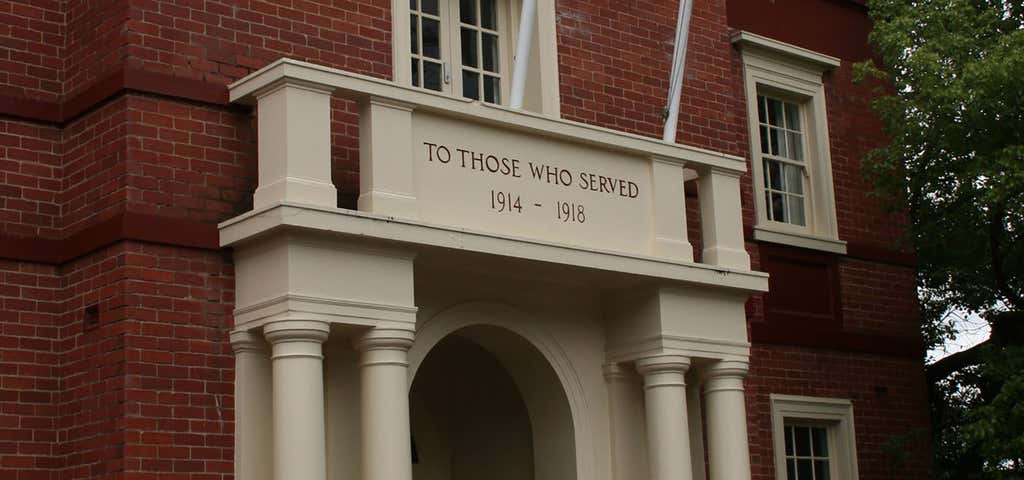 TO THOSE WHO SERVED
1914 - 1918